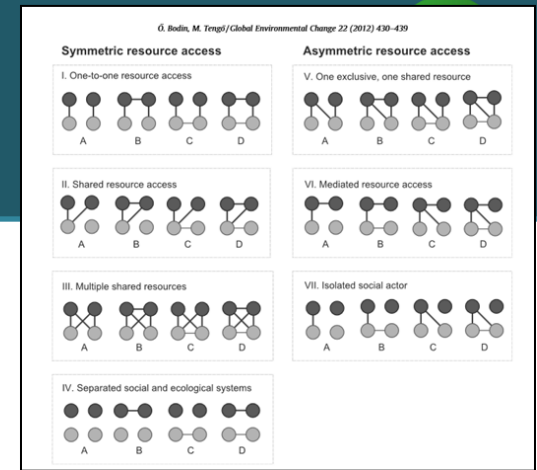 Ö. Bodin, M. Tengö / Global Environmental Change 22 (2012) 430–439
Symmetric resource access
I. One-to-one resource access
A B C D
II. Shared resource access
A B C D
III. Multiple shared resources
A B C D
IV. Separated social and ecological systems
A B C D
Asymmetric resource access
V. One exclusive, one shared resource
A B C D
VI. Mediated resource access
A B C D
VII. Isolated social actor
A B C D